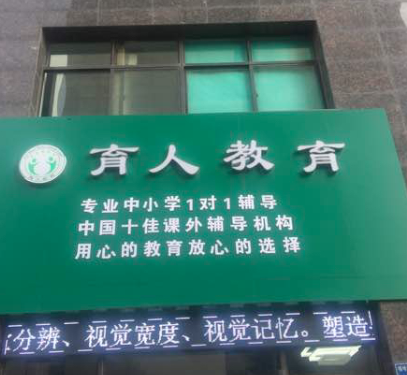 育人教育
专业中小学1对1辅导
中国十佳课外辅导机构
用心的教育放心的选择
分辨、视觉宽度、视觉记忆。塑造